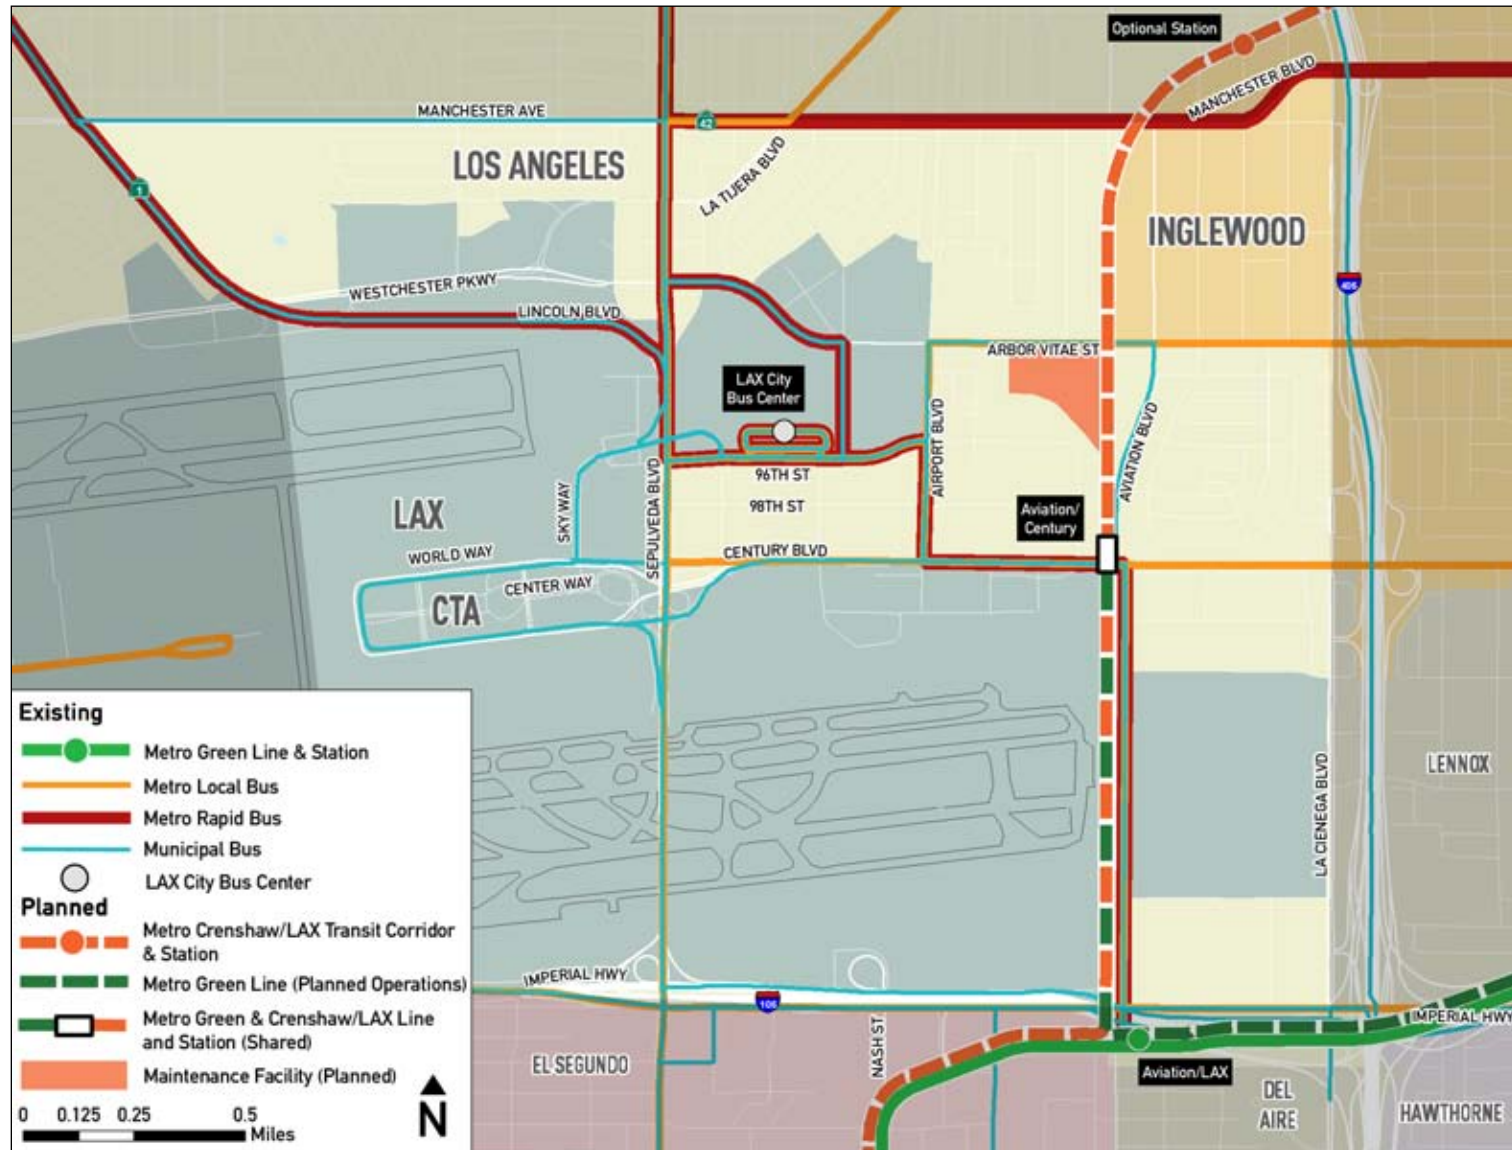 Optional Station
MANCHESTER AVE
MANCHESTER BLVD
42
LOS ANGELES
LA TIJERA BLVD
1
INGLEWOOD
WESTCHESTER PKWY
405
LINCOLN BLVD
ARBOR VITAE ST
LAX City
Bus Center
AIRPORT BLVD
AVIATION BLVD
96TH ST
SEPULVEDA BLVD
SKY WAY
98TH ST
Aviation/
Century
LAX
WORLD WAY
CENTURY BLVD
CENTER WAY
CTA
Existing
Metro Green Line & Station
Metro Local Bus
Metro Rapid Bus
Municipal Bus
LAX City Bus Center
Planned
Metro Crenshaw/LAX Transit Corridor
& Station
Metro Green Line (Planned Operations)
Metro Green & Crenshaw/LAX Line
and Station (Shared)
Maintenance Facility (Planned)
0 0.125 0.25 0.5
Miles
N
LENNOX
LA CIENEGA BLVD
IMPERIAL HWY
105
IMPERIAL HWY
NASH ST
EL SEGUNDO
Aviation/LAX
DEL
AIRE
HAWTHORNE